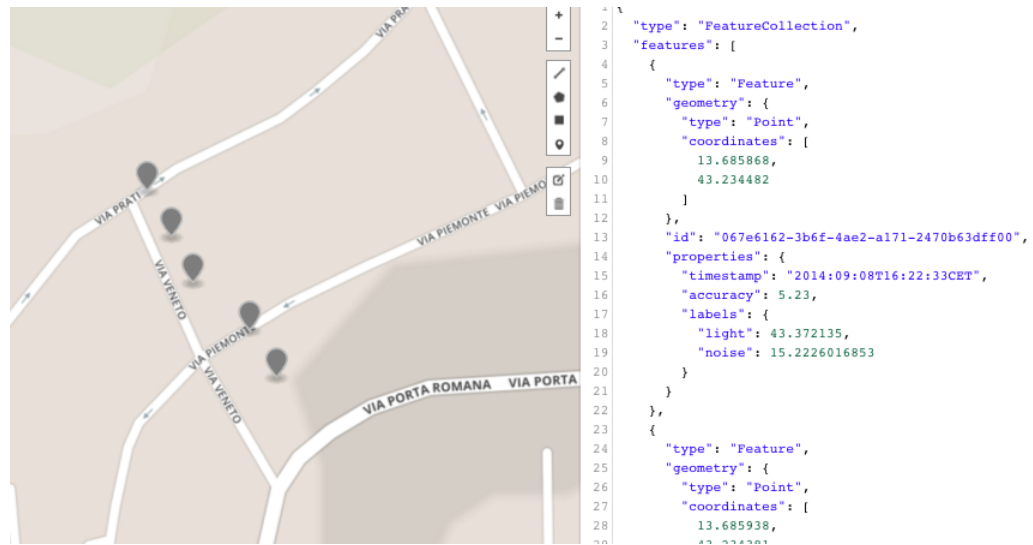 VIA PRA
VIA PRATI
VIA VENETO
VIA PIEMONTE
VIA PIEMO
VIA PIEMONTE
VIA VENETO
VIA PORTA ROMANA
VIA PORTA
+
−
1 {
2 "type": "FeatureCollection",
3 "features": [
4 {
5 "type": "Feature",
6 "geometry": {
7 "type": "Point",
8 "coordinates": [
9 13.685868,
10 43.234482
11 ]
12 },
13 "id": "067e6162-3b6f-4ae2-a171-2470b63dff00",
14 "properties": {
15 "timestamp": "2014:09:08T16:22:33CET",
16 "accuracy": 5.23,
17 "labels": {
18 "light": 43.372135,
19 "noise": 15.2226016853
20 }
21 }
22 },
23 {
24 "type": "Feature",
25 "geometry": {
26 "type": "Point",
27 "coordinates": [
28 13.685938,